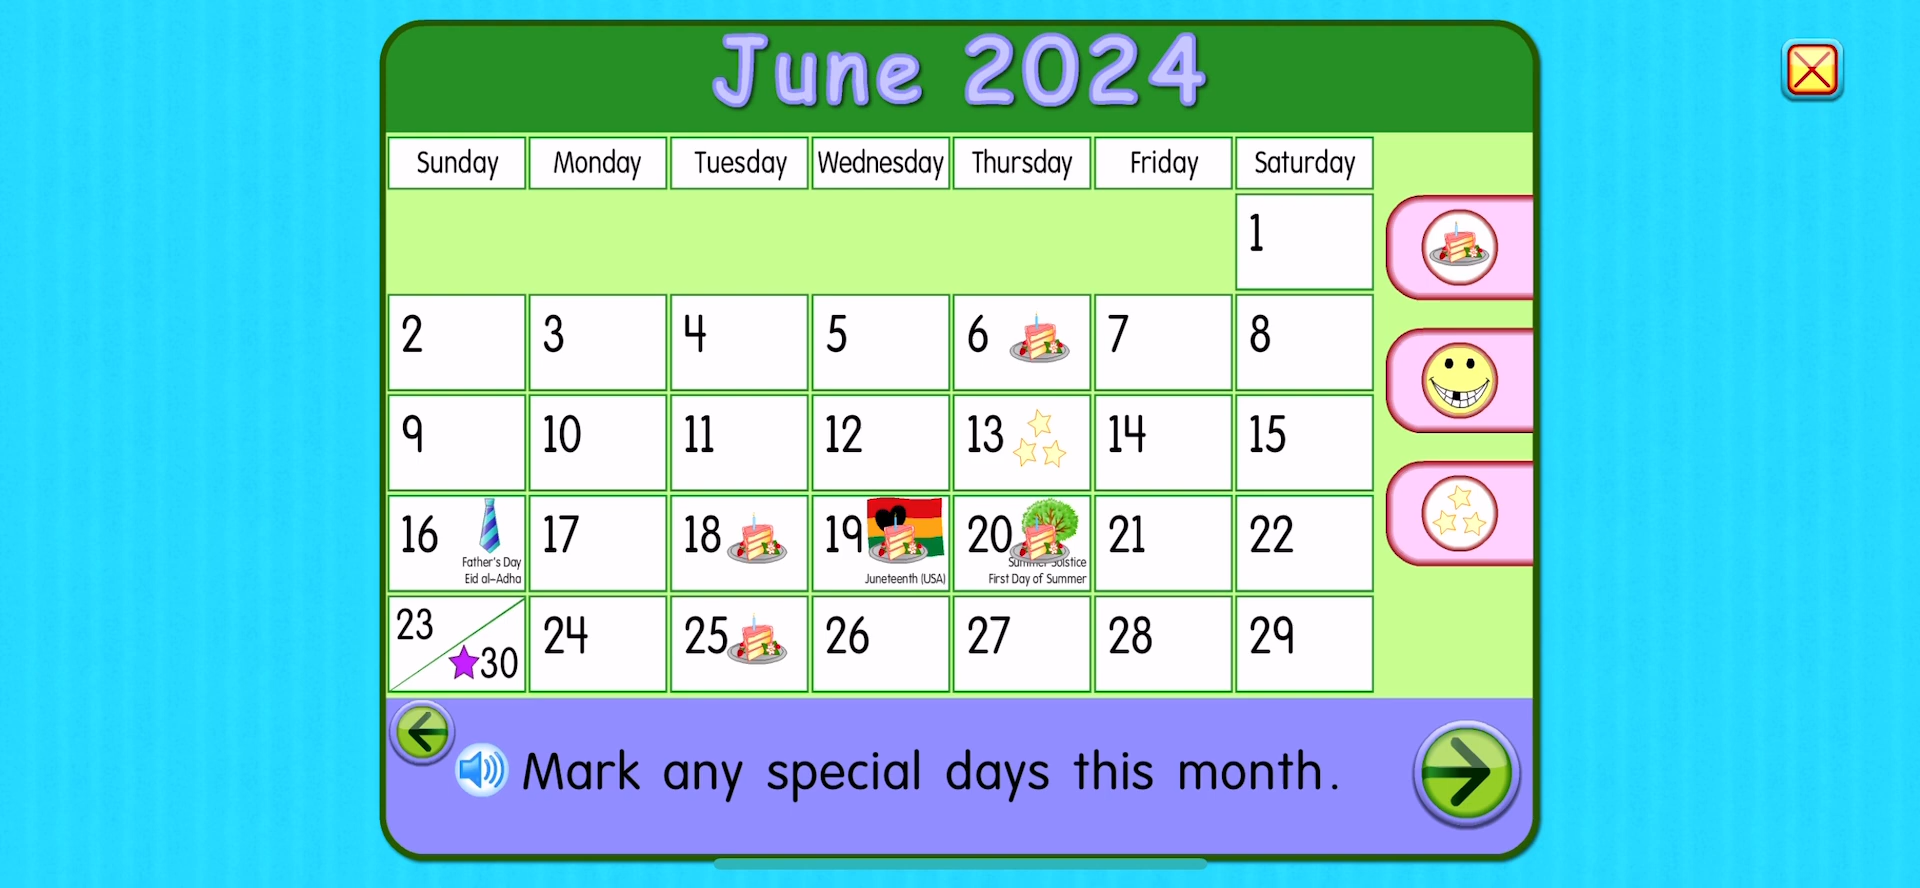 June 2024
Sunday Monday Tuesday Wednesday Thursday Friday Saturday
1
2 3 4 5 6 7 8
9 10 11 12 13 14 15
16 17 18 19 20 21 22
Father's Day Summer Solstice
Eid al-Adha Juneteenth (USA) First Day of Summer
23 24 25 26 27 28 29
30
Mark any special days this month.